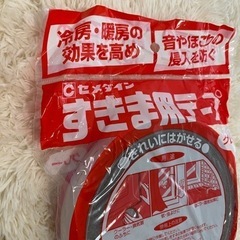 冷房・暖房の
効果を高め
音やほこりの
侵入を防ぐ
セメダイン
すきま用テープ
きれいにはがせる